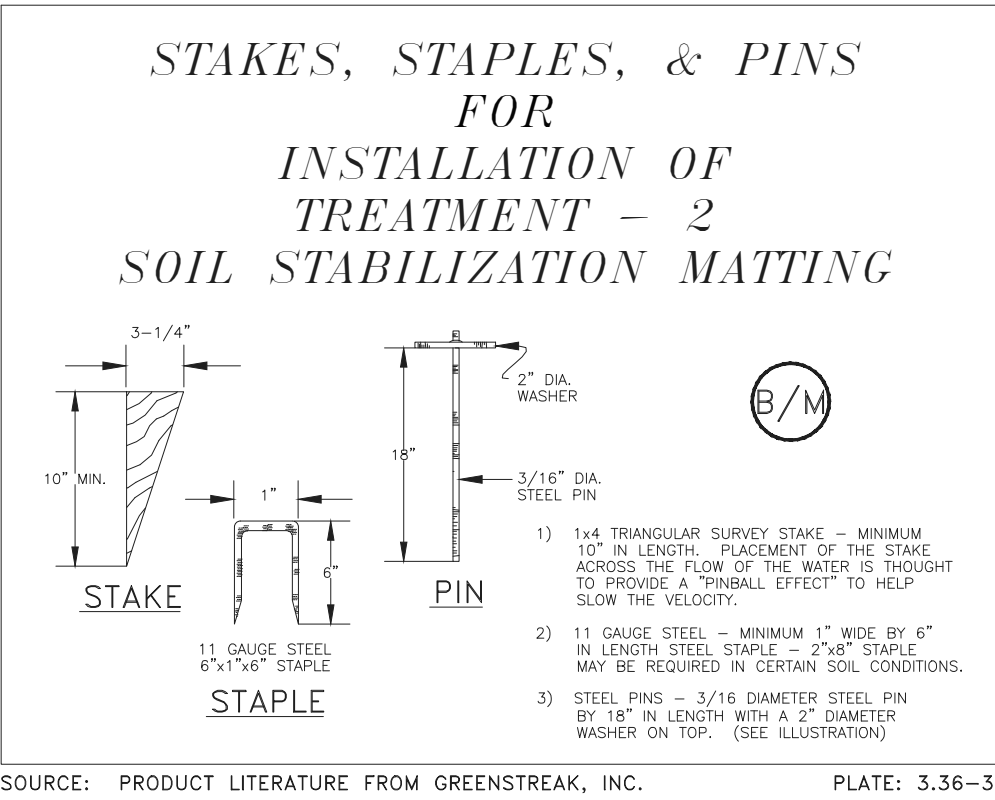 STAKES, STAPLES, & PINS
FOR
INSTALLATION OF
TREATMENT – 2
SOIL STABILIZATION MATTING
3–1/4"
10" MIN.
STAKE
1"
6"
11 GAUGE STEEL
6"x1"x6" STAPLE
STAPLE
2" DIA.
WASHER
18"
3/16" DIA.
STEEL PIN
PIN
B/M
1) 1x4 TRIANGULAR SURVEY STAKE – MINIMUM
10" IN LENGTH. PLACEMENT OF THE STAKE
ACROSS THE FLOW OF THE WATER IS THOUGHT
TO PROVIDE A "PINBALL EFFECT" TO HELP
SLOW THE VELOCITY.
2) 11 GAUGE STEEL – MINIMUM 1" WIDE BY 6"
IN LENGTH STEEL STAPLE – 2"x8" STAPLE
MAY BE REQUIRED IN CERTAIN SOIL CONDITIONS.
3) STEEL PINS – 3/16 DIAMETER STEEL PIN
BY 18" IN LENGTH WITH A 2" DIAMETER
WASHER ON TOP. (SEE ILLUSTRATION)
SOURCE: PRODUCT LITERATURE FROM GREENSTREAK, INC.
PLATE: 3.36–3